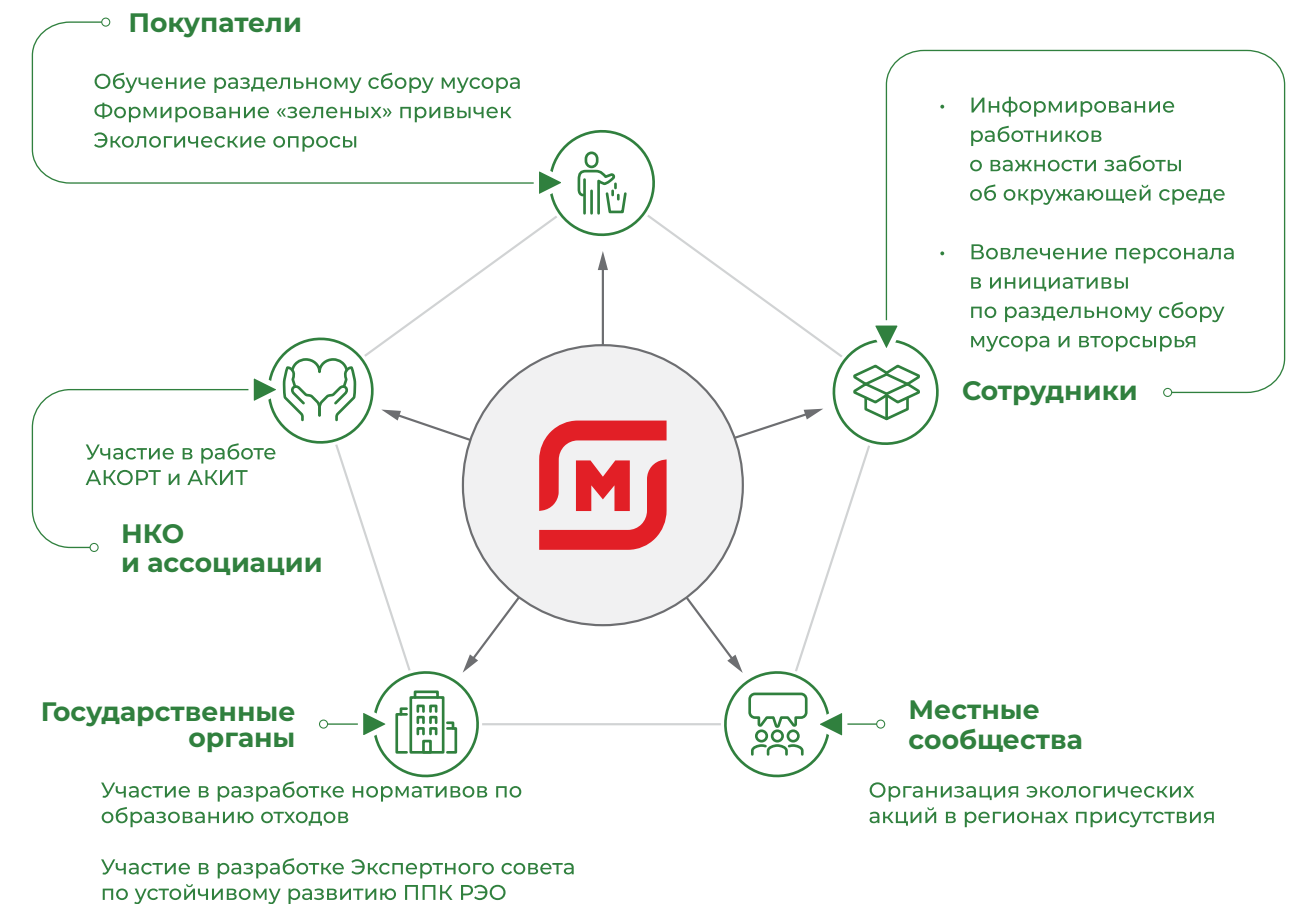 Покупатели
Обучение раздельному сбору мусора
Формирование «зеленых» привычек
Экологические опросы
• Информирование
работников
о важности заботы
об окружающей среде
• Вовлечение персонала
в инициативы
по раздельному сбору
мусора и вторсырья
Сотрудники
Участие в работе
АКОРТ и АКИТ
НКО
и ассоциации
М
Государственные
органы
Участие в разработке нормативов по
образованию отходов
Участие в разработке Экспертного совета
по устойчивому развитию ППК РЭО
Местные
сообщества
Организация экологических
акций в регионах присутствия